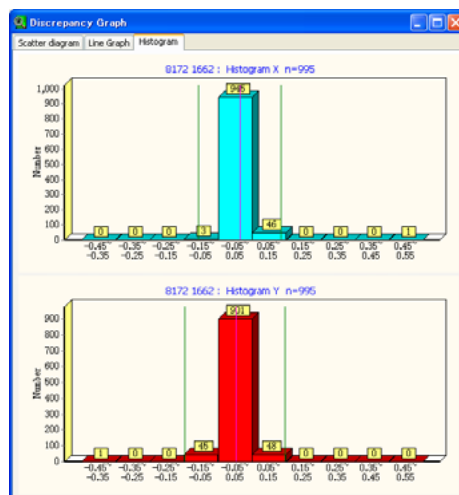 Discrepancy Graph
Scatter diagram Line Graph Histogram
8172 1662 : Histogram X n=995
Number
1,000
900
800
700
600
500
400
300
200
100
0
0 0 0 3 945 46 0 0 0 1
-0.45~ -0.35~ -0.25~ -0.15~ -0.05~ 0.05~ 0.15~ 0.25~ 0.35~ 0.45~
-0.35 -0.25 -0.15 -0.05 0.05 0.15 0.25 0.35 0.45 0.55
8172 1662 : Histogram Y n=995
Number
900
800
700
600
500
400
300
200
100
0
1 0 0 45 901 48 0 0 0 0
-0.45~ -0.35~ -0.25~ -0.15~ -0.05~ 0.05~ 0.15~ 0.25~ 0.35~ 0.45~
-0.35 -0.25 -0.15 -0.05 0.05 0.15 0.25 0.35 0.45 0.55